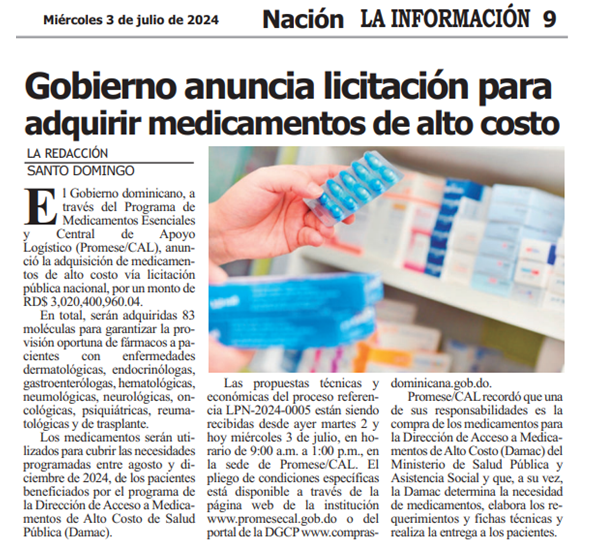 Miércoles 3 de julio de 2024
Nación LA INFORMACIÓN 9
Gobierno anuncia licitación para
adquirir medicamentos de alto costo
LA REDACCIÓN
SANTO DOMINGO
El Gobierno dominicano, a
través del Programa de
Medicamentos Esenciales
y Central de Apoyo
Logístico (Promese/CAL), anun-
ció la adquisición de medicamen-
tos de alto costo vía licitación
pública nacional, por un monto de
RD$ 3,020,400,960.04.
En total, serán adquiridas 83
moléculas para garantizar la pro-
visión oportuna de fármacos a pa-
cientes con enfermedades
dermatológicas, endocrinólogas,
gastroenterólogas, hematológicas,
neumológicas, neurológicas, on-
cológicas, psiquiátricas, reuma-
tológicas y de trasplante.
Los medicamentos serán uti-
lizados para cubrir las necesidades
programadas entre agosto y di-
ciembre de 2024, de los pacientes
beneficiados por el programa de
la Dirección de Acceso a Medica-
mentos de Alto Costo de Salud
Pública (Damac).
Las propuestas técnicas y
económicas del proceso referen-
cia LPN-2024-0005 están siendo
recibidas desde ayer martes 2 y
hoy miércoles 3 de julio, en ho-
rario de 9:00 a.m. a 1:00 p.m., en
la sede de Promese/CAL. El
pliego de condiciones específicas
está disponible a través de la
página web de la institución
www.promesecal.gob.do o del
portal de la DGCP www.compras-
dominicana.gob.do.
Promese/CAL recordó que una
de sus responsabilidades es la
compra de los medicamentos para
la Dirección de Acceso a Medica-
mentos de Alto Costo (Damac) del
Ministerio de Salud Pública y
Asistencia Social y que, a su vez,
la Damac determina la necesidad
de medicamentos, elabora los re-
querimientos y fichas técnicas y
realiza la entrega a los pacientes.